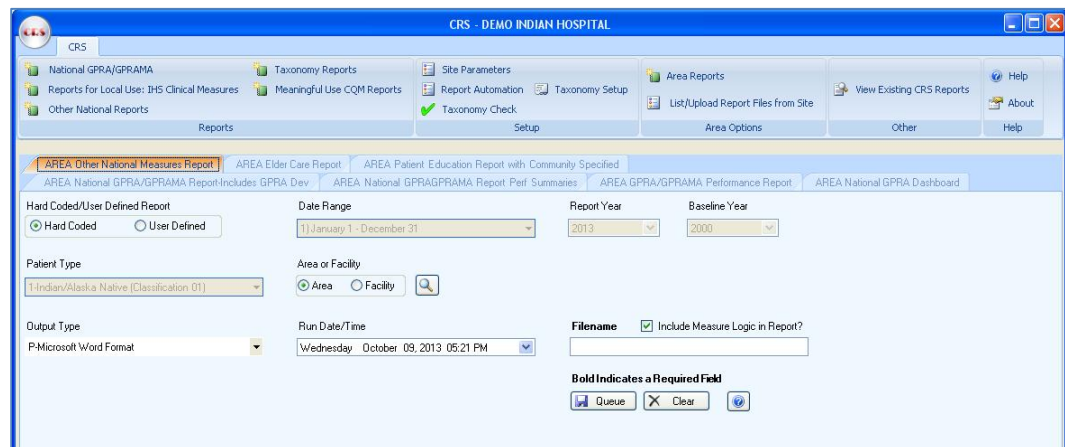 CRS - DEMO INDIAN HOSPITAL
CRS
CRS
National GPRA/GPRAMA
Reports for Local Use: IHS Clinical Measures
Other National Reports
Taxonomy Reports
Meaningful Use CQM Reports
Reports
Site Parameters
Report Automation
Taxonomy Setup
Taxonomy Check
Setup
Area Reports
List/Upload Report Files from Site
Area Options
View Existing CRS Reports
Other
Help
About
Help
AREA Other National Measures Report AREA Elder Care Report AREA Patient Education Report with Community Specified
AREA National GPRA/GPRAMA Report-Includes GPRA Dev AREA National GPRAGPRAMA Report Perf Summaries AREA GPRA/GPRAMA Performance Report AREA National GPRA Dashboard
Hard Coded/User Defined Report Date Range Report Year Baseline Year
Hard Coded User Defined 1) January 1 - December 31 2013 2000
Patient Type Area or Facility
1-Indian/Alaska Native (Classification 01) Area Facility
Output Type Run Date/Time Filename Include Measure Logic in Report?
P-Microsoft Word Format Wednesday October 09, 2013 05:21 PM
Bold Indicates a Required Field
Queue Clear